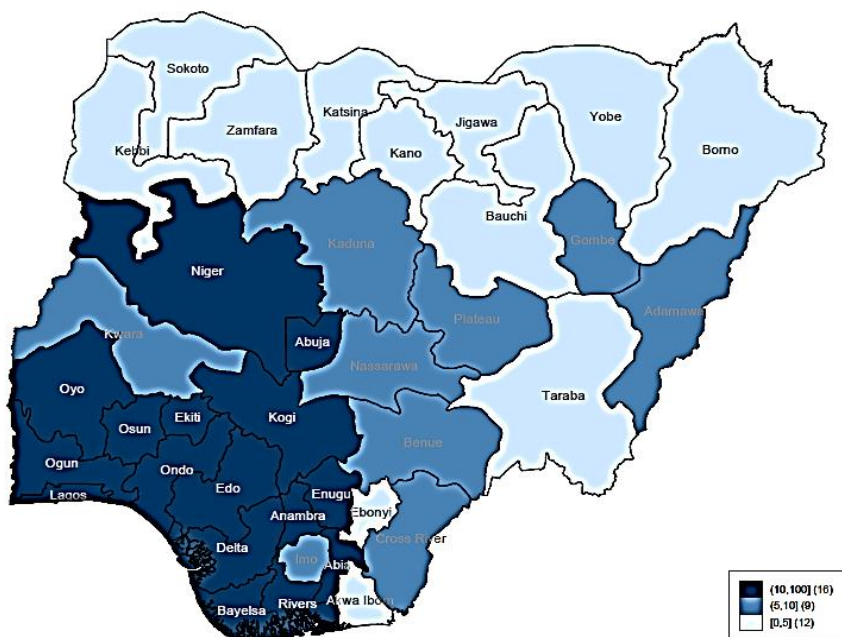 Sokoto
Katsina
Jigawa
Yobe
Borno
Kebbi
Zamfara
Kano
Bauchi
Gombe
Kaduna
Niger
Plateau
Adamawa
Kwara
Abuja
Nassarawa
Taraba
Oyo
Osun
Ekiti
Kogi
Benue
Ogun
Ondo
Edo
Lagos
Enugu
Anambra
Ebonyi
Delta
Imo
Abia
Cross River
Bayelsa
Rivers
Akwa Ibom
(10,100] (16)
(5,10] (9)
[0,5] (12)